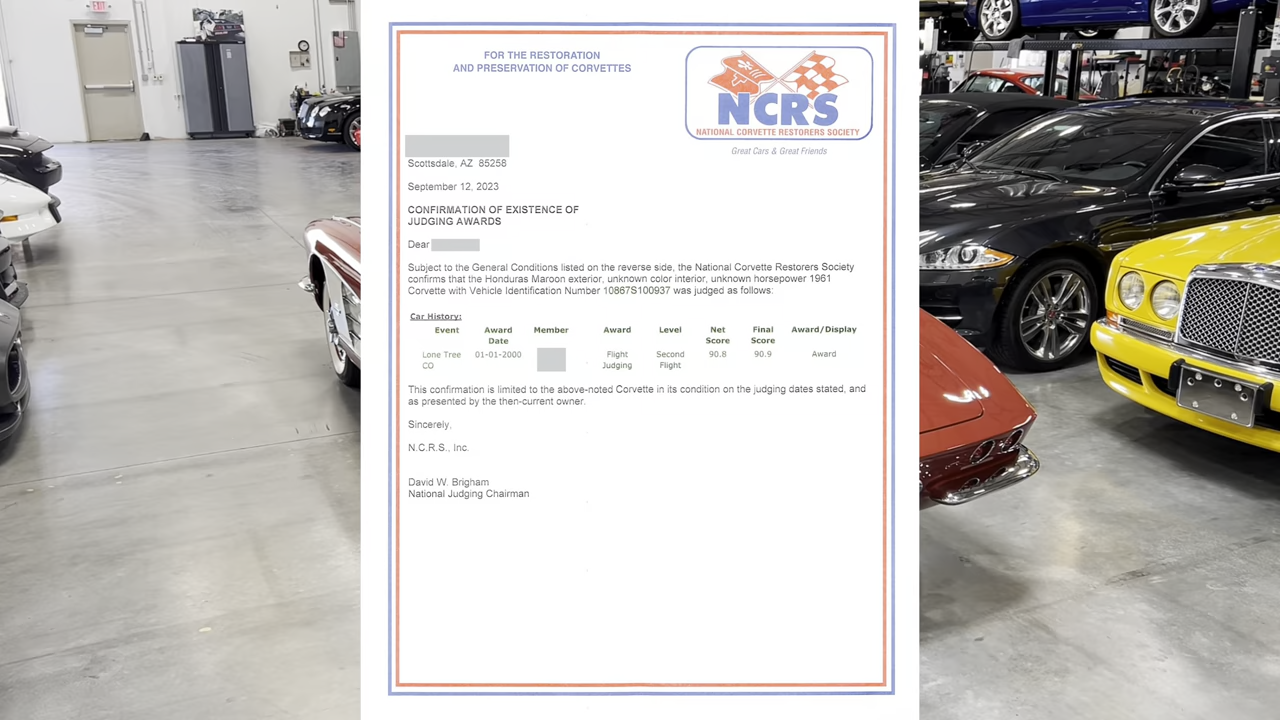 EXIT
FOR THE RESTORATION
AND PRESERVATION OF CORVETTES
NCRS
NATIONAL CORVETTE RESTORERS SOCIETY
Great Cars & Great Friends
Scottsdale, AZ 85258
September 12, 2023
CONFIRMATION OF EXISTENCE OF
JUDGING AWARDS
Dear
Subject to the General Conditions listed on the reverse side, the National Corvette Restorers Society
confirms that the Honduras Maroon exterior, unknown color interior, unknown horsepower 1961
Corvette with Vehicle Identification Number 10867S100937 was judged as follows:
Car History:
Event Award Date Member Award Level Net Score Final Score Award/Display
Lone Tree CO 01-01-2000 Flight Judging Second Flight 90.8 90.9 Award
This confirmation is limited to the above-noted Corvette in its condition on the judging dates stated, and
as presented by the then-current owner.
Sincerely,
N.C.R.S., Inc.
David W. Brigham
National Judging Chairman